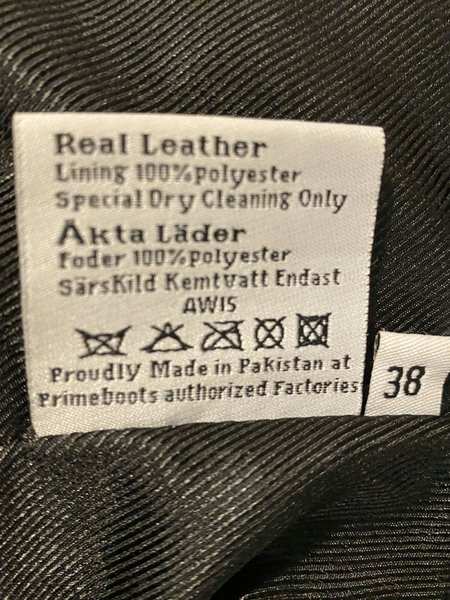 Real Leather
Lining 100%polyester
Special Dry Cleaning Only
Äkta Läder
Foder 100%polyester
SärsKild Kemtvatt Endast
AW15
Proudly Made in Pakistan at
Primeboots authorized Factories
38